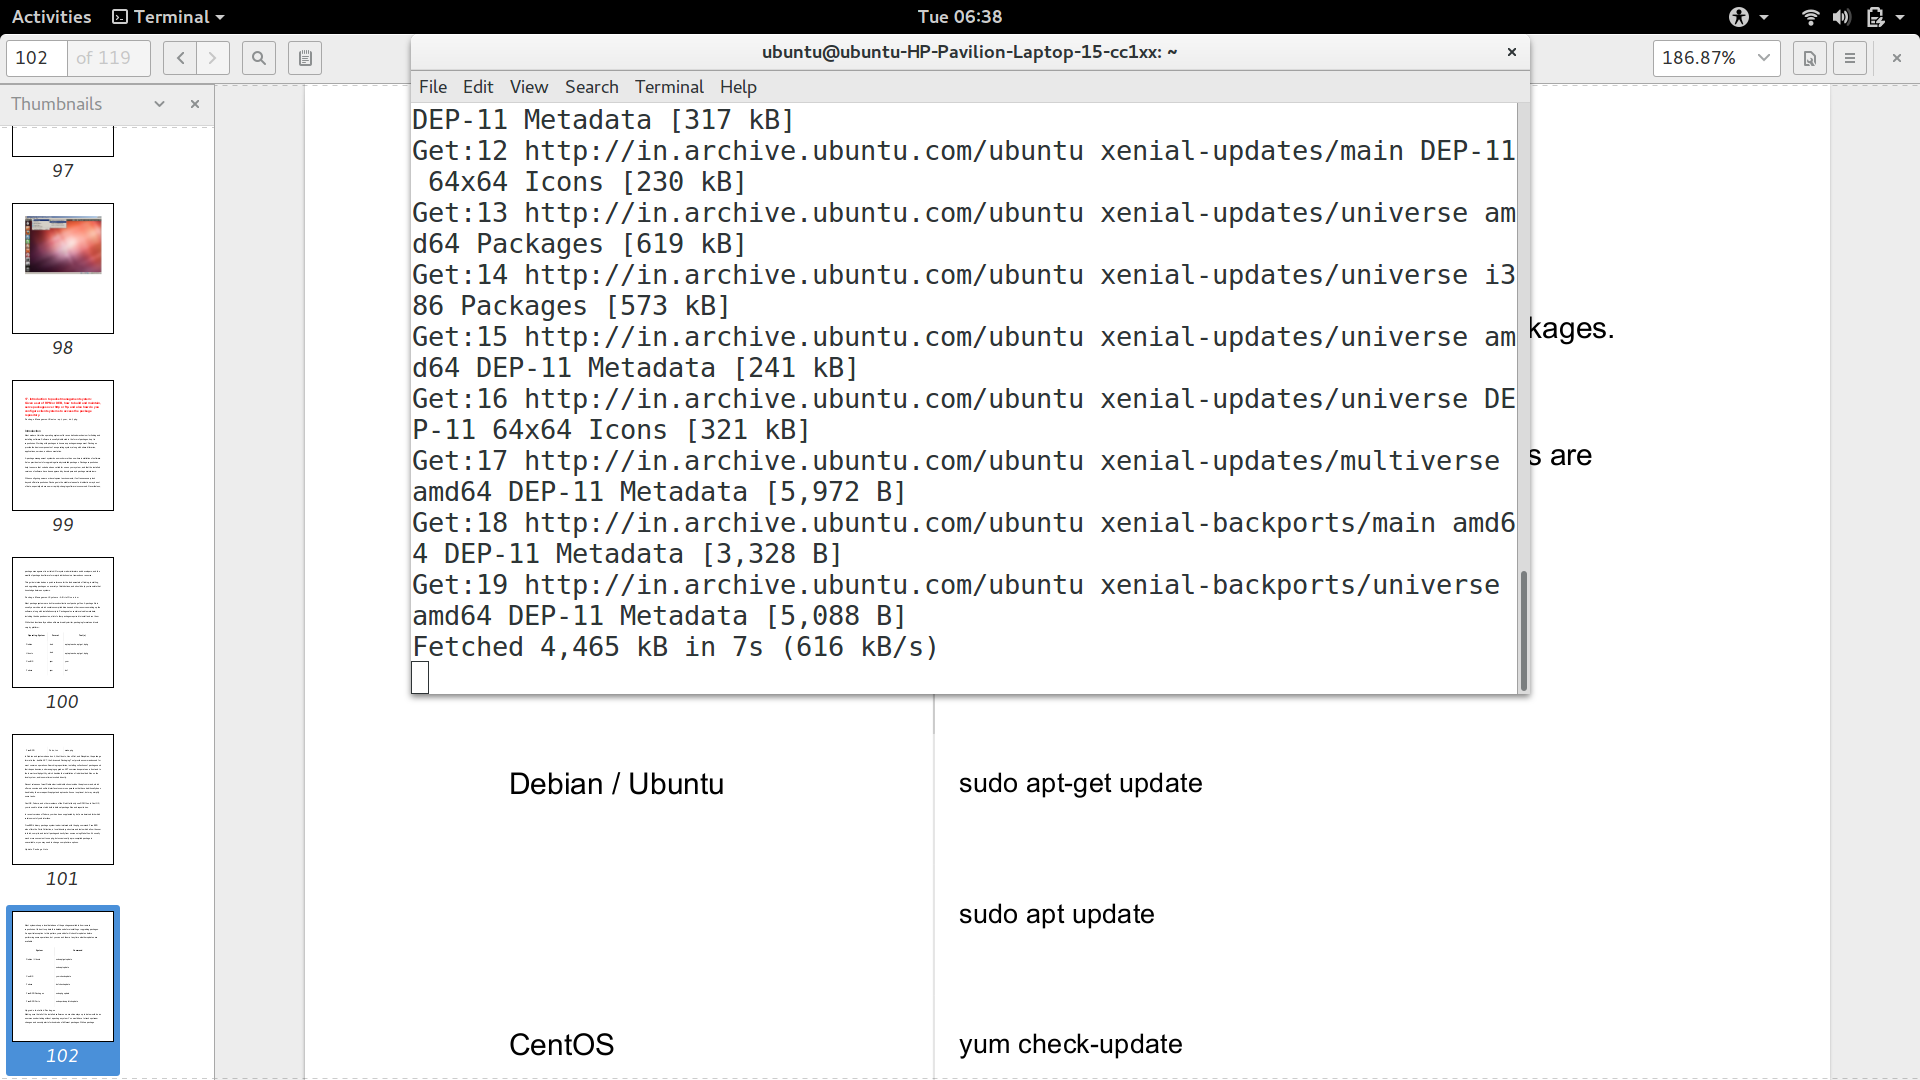 Activities Terminal Tue 06:38
102 of 119 186.87%
ubuntu@ubuntu-HP-Pavilion-Laptop-15-cc1xx: ~
File Edit View Search Terminal Help
Thumbnails
97
98
99
100
101
102
DEP-11 Metadata [317 kB]
Get:12 http://in.archive.ubuntu.com/ubuntu xenial-updates/main DEP-11
64x64 Icons [230 kB]
Get:13 http://in.archive.ubuntu.com/ubuntu xenial-updates/universe am
d64 Packages [619 kB]
Get:14 http://in.archive.ubuntu.com/ubuntu xenial-updates/universe i3
86 Packages [573 kB]
Get:15 http://in.archive.ubuntu.com/ubuntu xenial-updates/universe am
d64 DEP-11 Metadata [241 kB]
Get:16 http://in.archive.ubuntu.com/ubuntu xenial-updates/universe DE
P-11 64x64 Icons [321 kB]
Get:17 http://in.archive.ubuntu.com/ubuntu xenial-updates/multiverse
amd64 DEP-11 Metadata [5,972 B]
Get:18 http://in.archive.ubuntu.com/ubuntu xenial-backports/main amd6
4 DEP-11 Metadata [3,328 B]
Get:19 http://in.archive.ubuntu.com/ubuntu xenial-backports/universe
amd64 DEP-11 Metadata [5,088 B]
Fetched 4,465 kB in 7s (616 kB/s)
kages.
s are
Debian / Ubuntu sudo apt-get update
sudo apt update
CentOS yum check-update